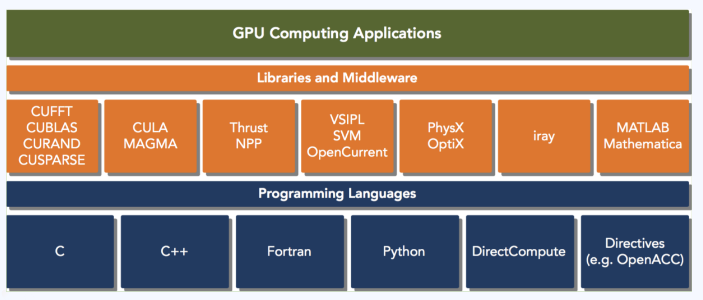 GPU Computing Applications
Libraries and Middleware
CUFFT
CUBLAS
CURAND
CUSPARSE
CULA
MAGMA
Thrust
NPP
VSIPL
SVM
OpenCurrent
PhysX
OptiX
iray
MATLAB
Mathematica
Programming Languages
C
C++
Fortran
Python
DirectCompute
Directives
(e.g. OpenACC)